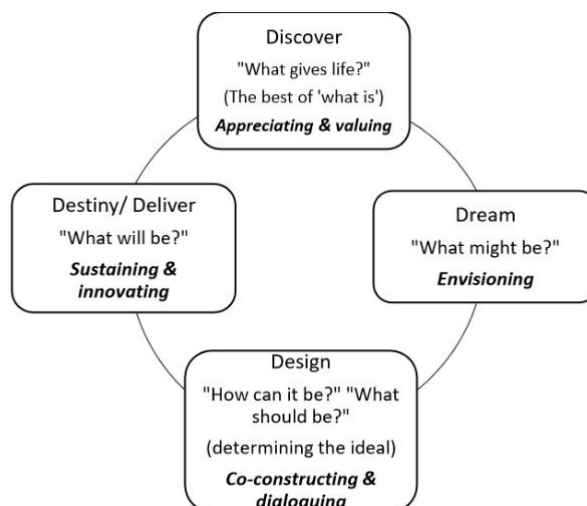 Discover
"What gives life?"
(The best of 'what is')
Appreciating & valuing
Dream
"What might be?"
Envisioning
Design
"How can it be?" "What
should be?"
(determining the ideal)
Co-constructing &
dialoguing
Destiny/ Deliver
"What will be?"
Sustaining &
innovating